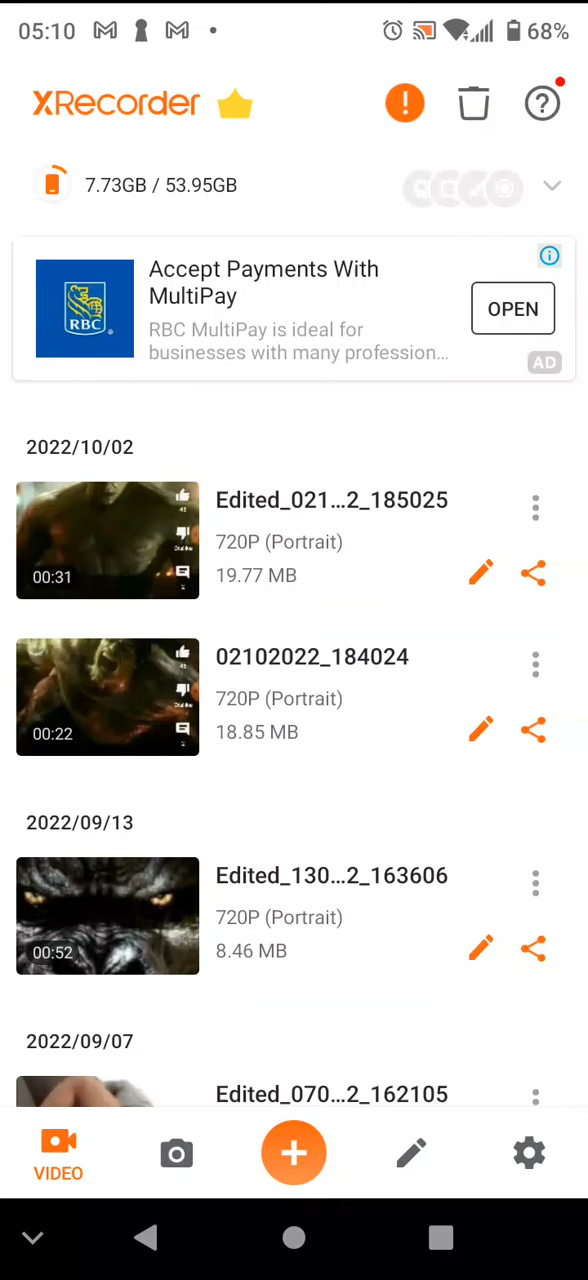 05:10
68%
XRecorder
7.73GB / 53.95GB
Accept Payments With
MultiPay
RBC MultiPay is ideal for
businesses with many profession...
OPEN
AD
RBC
2022/10/02
Edited_021...2_185025
720P (Portrait)
19.77 MB
00:31
02102022_184024
720P (Portrait)
18.85 MB
00:22
2022/09/13
Edited_130...2_163606
720P (Portrait)
8.46 MB
00:52
2022/09/07
Edited_070...2_162105
VIDEO